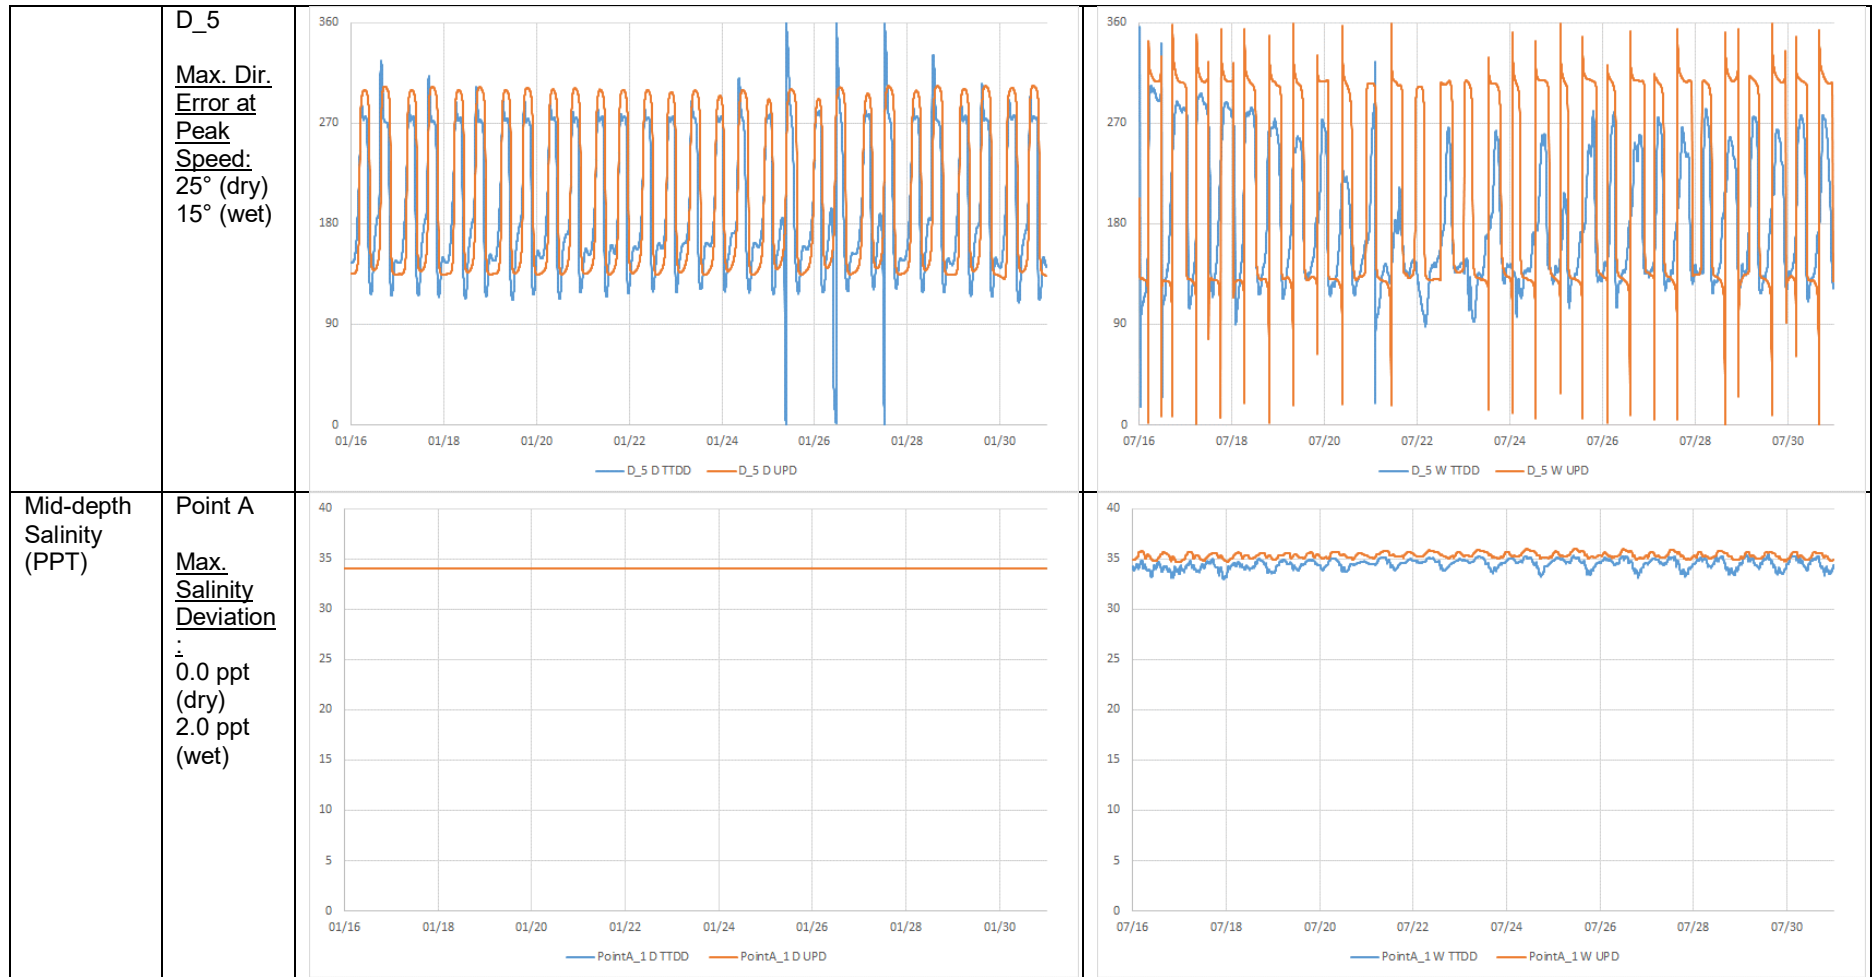 D_5
Max. Dir.
Error at
Peak
Speed:
25° (dry)
15° (wet)
360
270
180
90
0
01/16 01/18 01/20 01/22 01/24 01/26 01/28 01/30
D_5 D TTDD D_5 D UPD
360
270
180
90
0
07/16 07/18 07/20 07/22 07/24 07/26 07/28 07/30
D_5 W TTDD D_5 W UPD
Mid-depth
Salinity
(PPT)
Point A
Max.
Salinity
Deviation
:
0.0 ppt
(dry)
2.0 ppt
(wet)
40
35
30
25
20
15
10
5
0
01/16 01/18 01/20 01/22 01/24 01/26 01/28 01/30
PointA_1 D TTDD PointA_1 D UPD
40
35
30
25
20
15
10
5
0
07/16 07/18 07/20 07/22 07/24 07/26 07/28 07/30
PointA_1 W TTDD PointA_1 W UPD